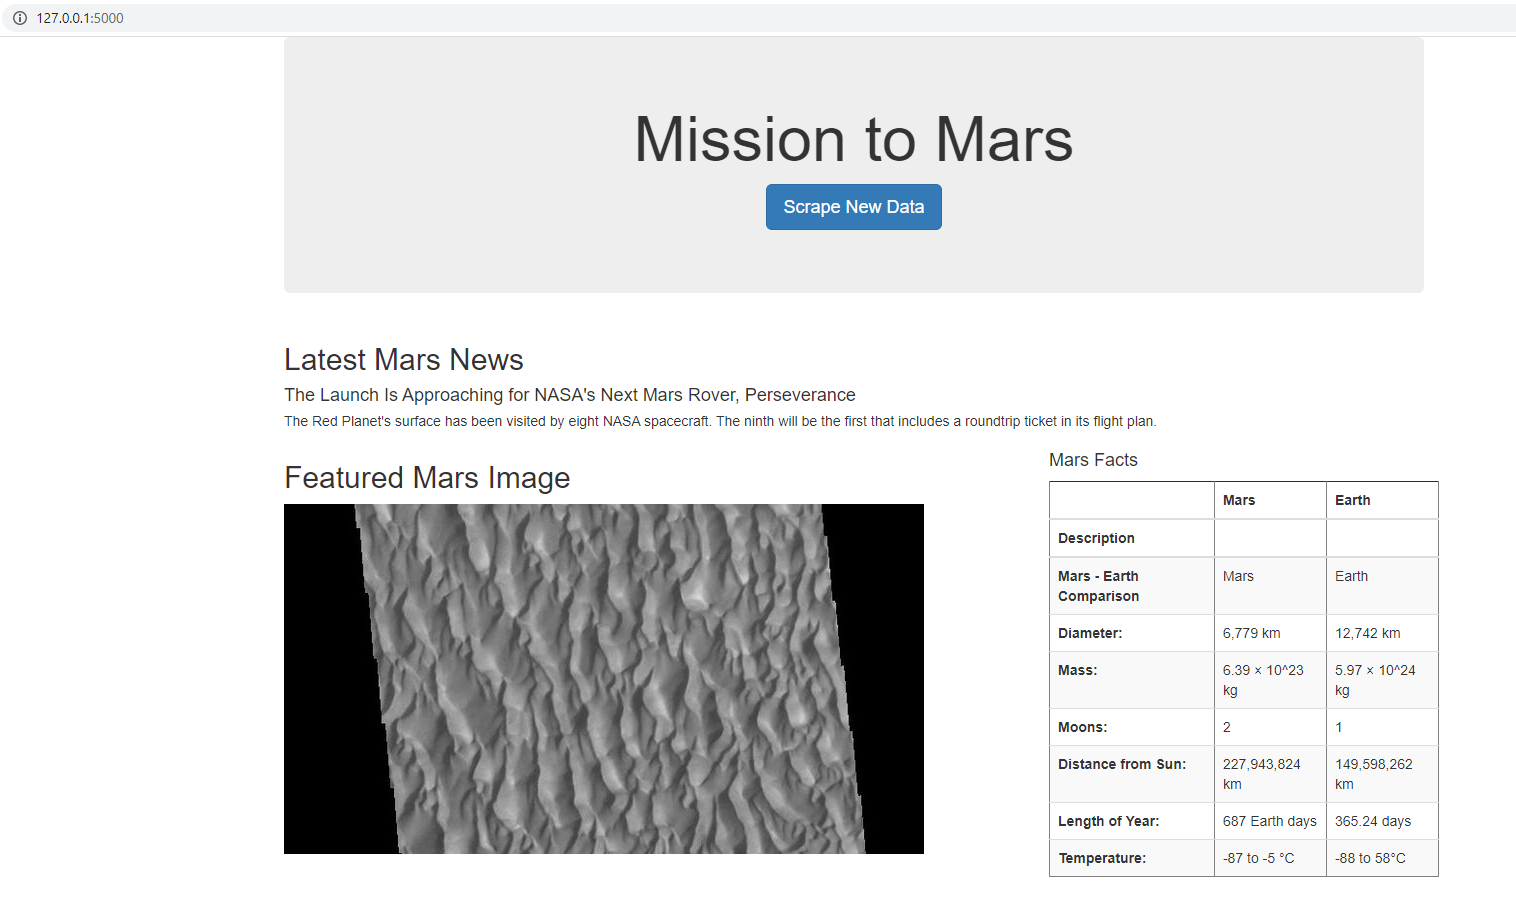 127.0.0.1:5000
Mission to Mars
Scrape New Data
Latest Mars News
The Launch Is Approaching for NASA's Next Mars Rover, Perseverance
The Red Planet's surface has been visited by eight NASA spacecraft. The ninth will be the first that includes a roundtrip ticket in its flight plan.
Featured Mars Image
Mars Facts
Mars Earth
Description
Mars - Earth Mars Earth
Comparison
Diameter: 6,779 km 12,742 km
Mass: 6.39 × 10^23 5.97 × 10^24
kg kg
Moons: 2 1
Distance from Sun: 227,943,824 149,598,262
km km
Length of Year: 687 Earth days 365.24 days
Temperature: -87 to -5 °C -88 to 58°C